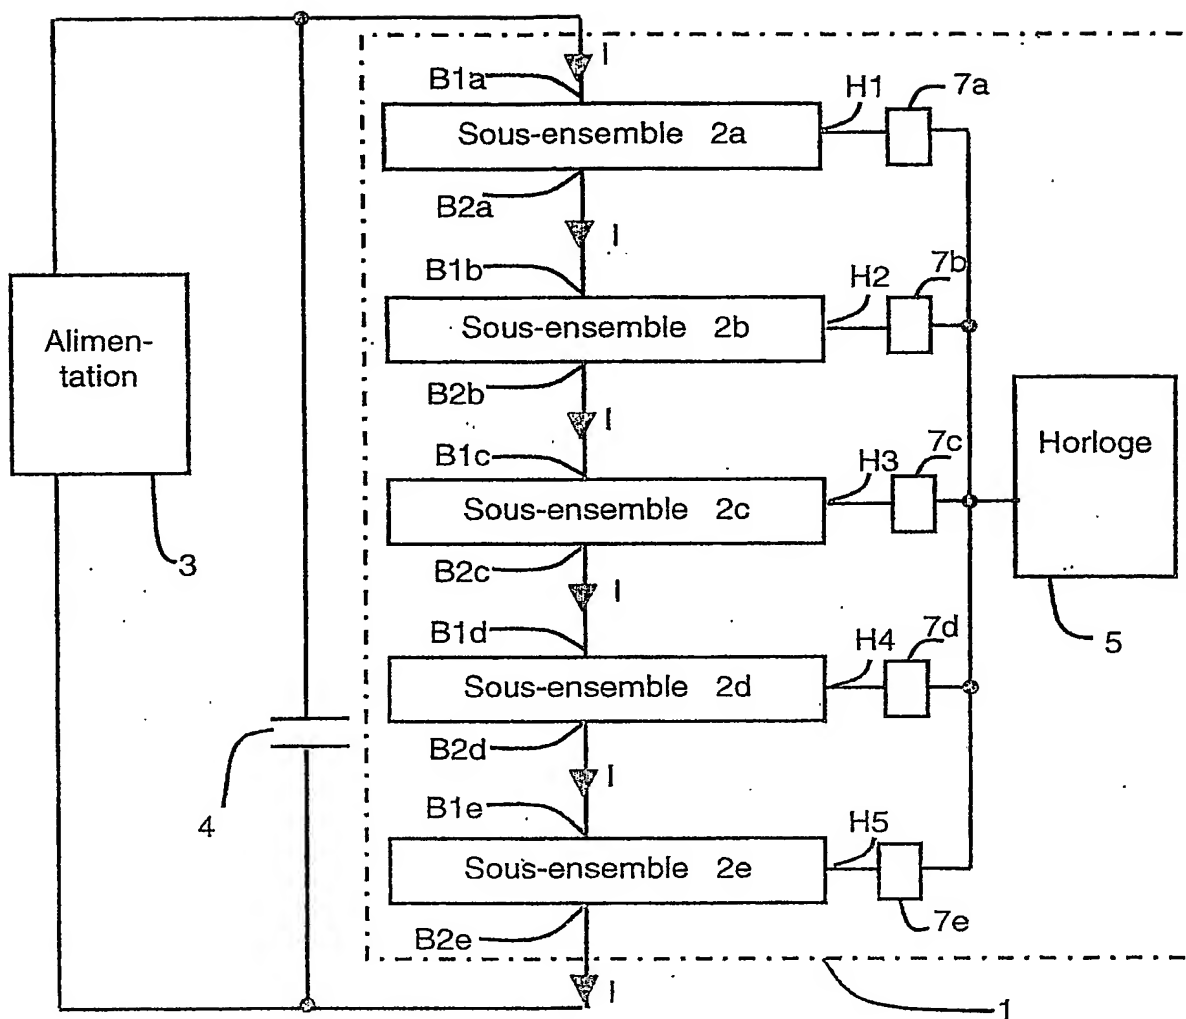 I
B1a
H1
7a
Sous-ensemble 2a
B2a
I
B1b
H2
7b
Sous-ensemble 2b
Alimen-
tation
B2b
I
B1c
H3
7c
Horloge
Sous-ensemble 2c
3
B2c
I
B1d
H4
7d
5
Sous-ensemble 2d
B2d
I
4
B1e
H5
Sous-ensemble 2e
7e
B2e
I
1